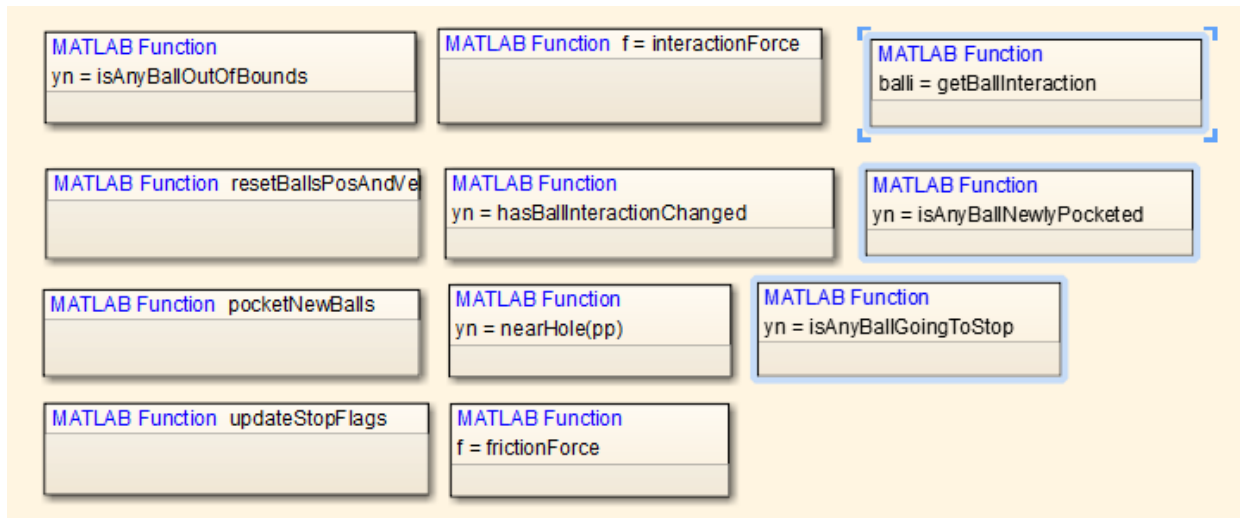 MATLAB Function
yn = isAnyBallOutOfBounds
MATLAB Function f = interactionForce
MATLAB Function
balli = getBallInteraction
MATLAB Function resetBallsPosAndVe
MATLAB Function
yn = hasBallInteractionChanged
MATLAB Function
yn = isAnyBallNewlyPocketed
MATLAB Function pocketNewBalls
MATLAB Function
yn = nearHole(pp)
MATLAB Function
yn = isAnyBallGoingToStop
MATLAB Function updateStopFlags
MATLAB Function
f = frictionForce